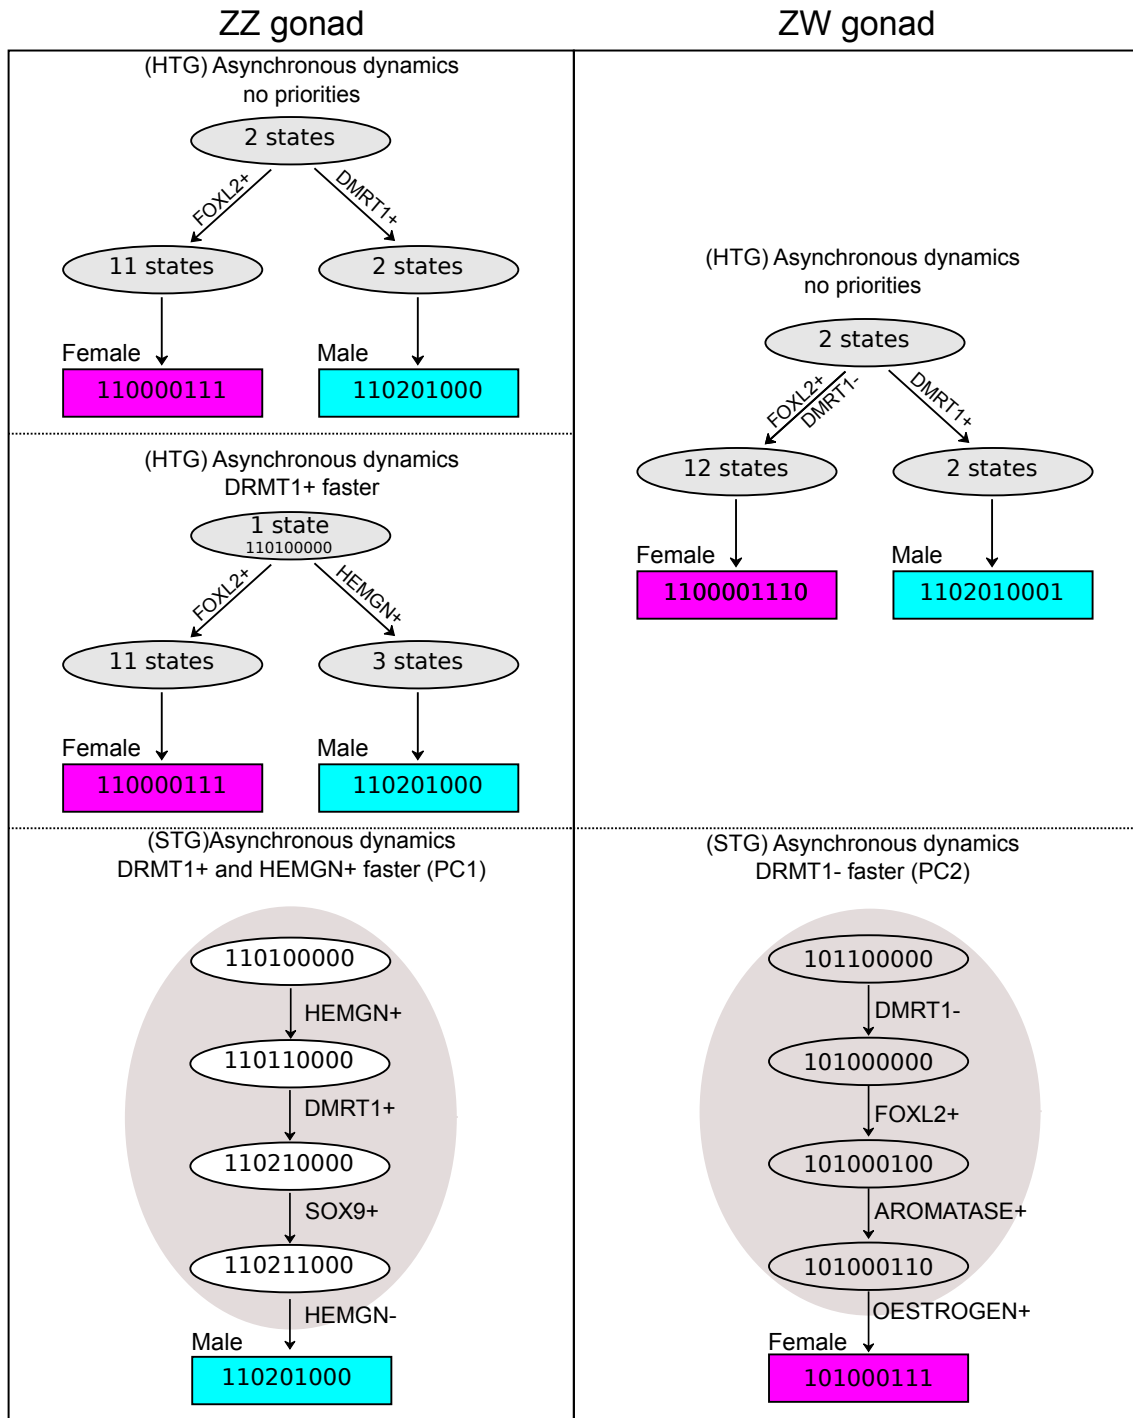 ZZ gonad
(HTG) Asynchronous dynamics
no priorities
2 states
FOXL2+
DMRT1+
11 states
2 states
Female
Male
110000111
110201000
(HTG) Asynchronous dynamics
DRMT1+ faster
1 state
110100000
FOXL2+
HEMGN+
11 states
3 states
Female
Male
110000111
110201000
(STG)Asynchronous dynamics
DRMT1+ and HEMGN+ faster (PC1)
110100000
HEMGN+
110110000
DMRT1+
110210000
SOX9+
110211000
HEMGN-
Male
110201000
ZW gonad
(HTG) Asynchronous dynamics
no priorities
2 states
FOXL2+
DMRT1-
DMRT1+
12 states
2 states
Female
Male
1100001110
1102010001
(STG) Asynchronous dynamics
DRMT1- faster (PC2)
101100000
DMRT1-
101000000
FOXL2+
101000100
AROMATASE+
101000110
OESTROGEN+
Female
101000111